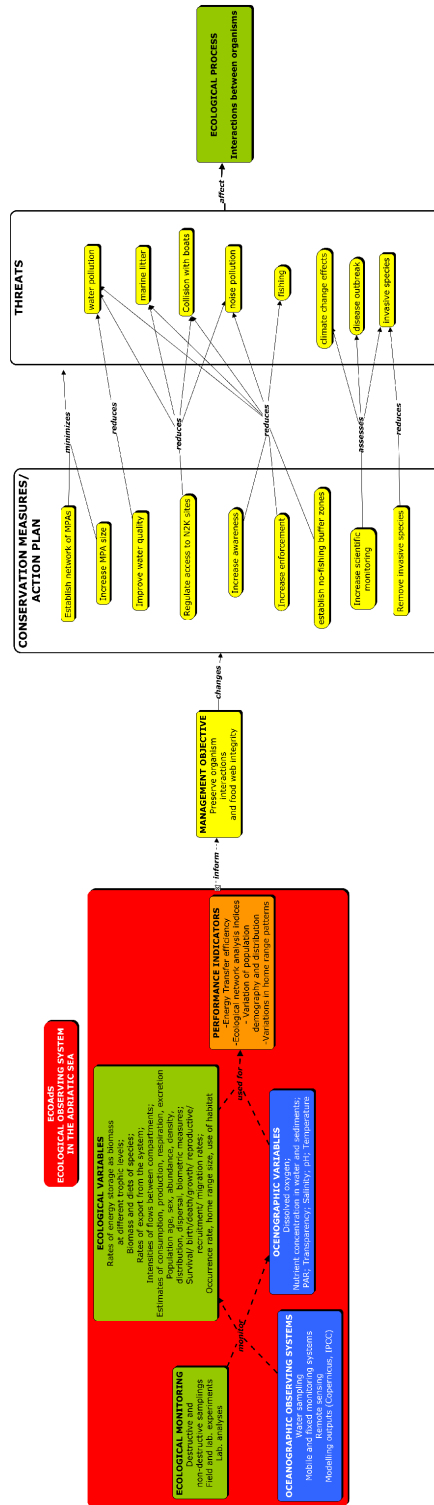 ECOAdS
ECOLOGICAL OBSERVING SYSTEM
IN THE ADRIATIC SEA
ECOLOGICAL MONITORING
Destructive and
non-destructive samplings
Field and lab. experiments
Lab. analyses
OCEANOGRAPHIC OBSERVING SYSTEMS
Water sampling
Mobile and fixed monitoring systems
Remote sensing
Modelling outputs (Copernicus, IPCC)
monitor
ECOLOGICAL VARIABLES
Rates of energy storage as biomass
at different trophic levels;
Biomass and diets of species;
Rates of export from the system;
Intensities of flows between compartments;
Estimates of consumption, production, respiration, excretion
Population age, sex, abundance, density,
distribution, dispersal, biometric measures;
Survival/ birth/death/growth/ reproductive/
recruitment/ migration rates;
Occurrence rate, home range size, use of habitat
OCENOGRAPHIC VARIABLES
Dissolved oxygen;
Nutrient concentration in water and sediments;
PAR; Transparency; Salinity; pH; Temperature
used for
PERFORMANCE INDICATORS
-Energy Transfer efficiency
-Ecological network analysis indices
- Variation of population
demography and distribution
-Variations in home range patterns
inform
MANAGEMENT OBJECTIVE
Preserve organism
interactions
and food web integrity
changes
CONSERVATION MEASURES/
ACTION PLAN
Establish network of MPAs
Increase MPA size
Improve water quality
Regulate access to N2K sites
Increase awareness
Increase enforcement
establish no-fishing buffer zones
Increase scientific
monitoring
Remove invasive species
minimizes
reduces
reduces
reduces
assesses
reduces
THREATS
water pollution
marine litter
Collision with boats
noise pollution
fishing
climate change effects
disease outbreak
invasive species
affect
ECOLOGICAL PROCESS
Interactions between organisms